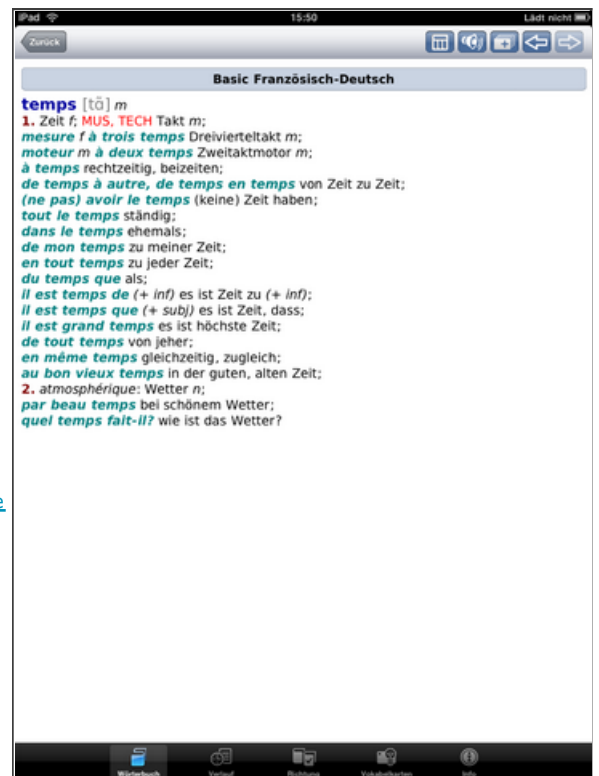 iPad 15:50 Lädt nicht
Zurück
Basic Französisch-Deutsch
temps [tã] m
1. Zeit f; MUS, TECH Takt m;
mesure f à trois temps Dreivierteltakt m;
moteur m à deux temps Zweitaktmotor m;
à temps rechtzeitig, beizeiten;
de temps à autre, de temps en temps von Zeit zu Zeit;
(ne pas) avoir le temps (keine) Zeit haben;
tout le temps ständig;
dans le temps ehemals;
de mon temps zu meiner Zeit;
en tout temps zu jeder Zeit;
du temps que als;
il est temps de (+ inf) es ist Zeit zu (+ inf);
il est temps que (+ subj) es ist Zeit, dass;
il est grand temps es ist höchste Zeit;
de tout temps von jeher;
en même temps gleichzeitig, zugleich;
au bon vieux temps in der guten, alten Zeit;
2. atmosphérique: Wetter n;
par beau temps bei schönem Wetter;
quel temps fait-il? wie ist das Wetter?
e
Wörterbuch Verlauf Richtung Vokabelkarten Info